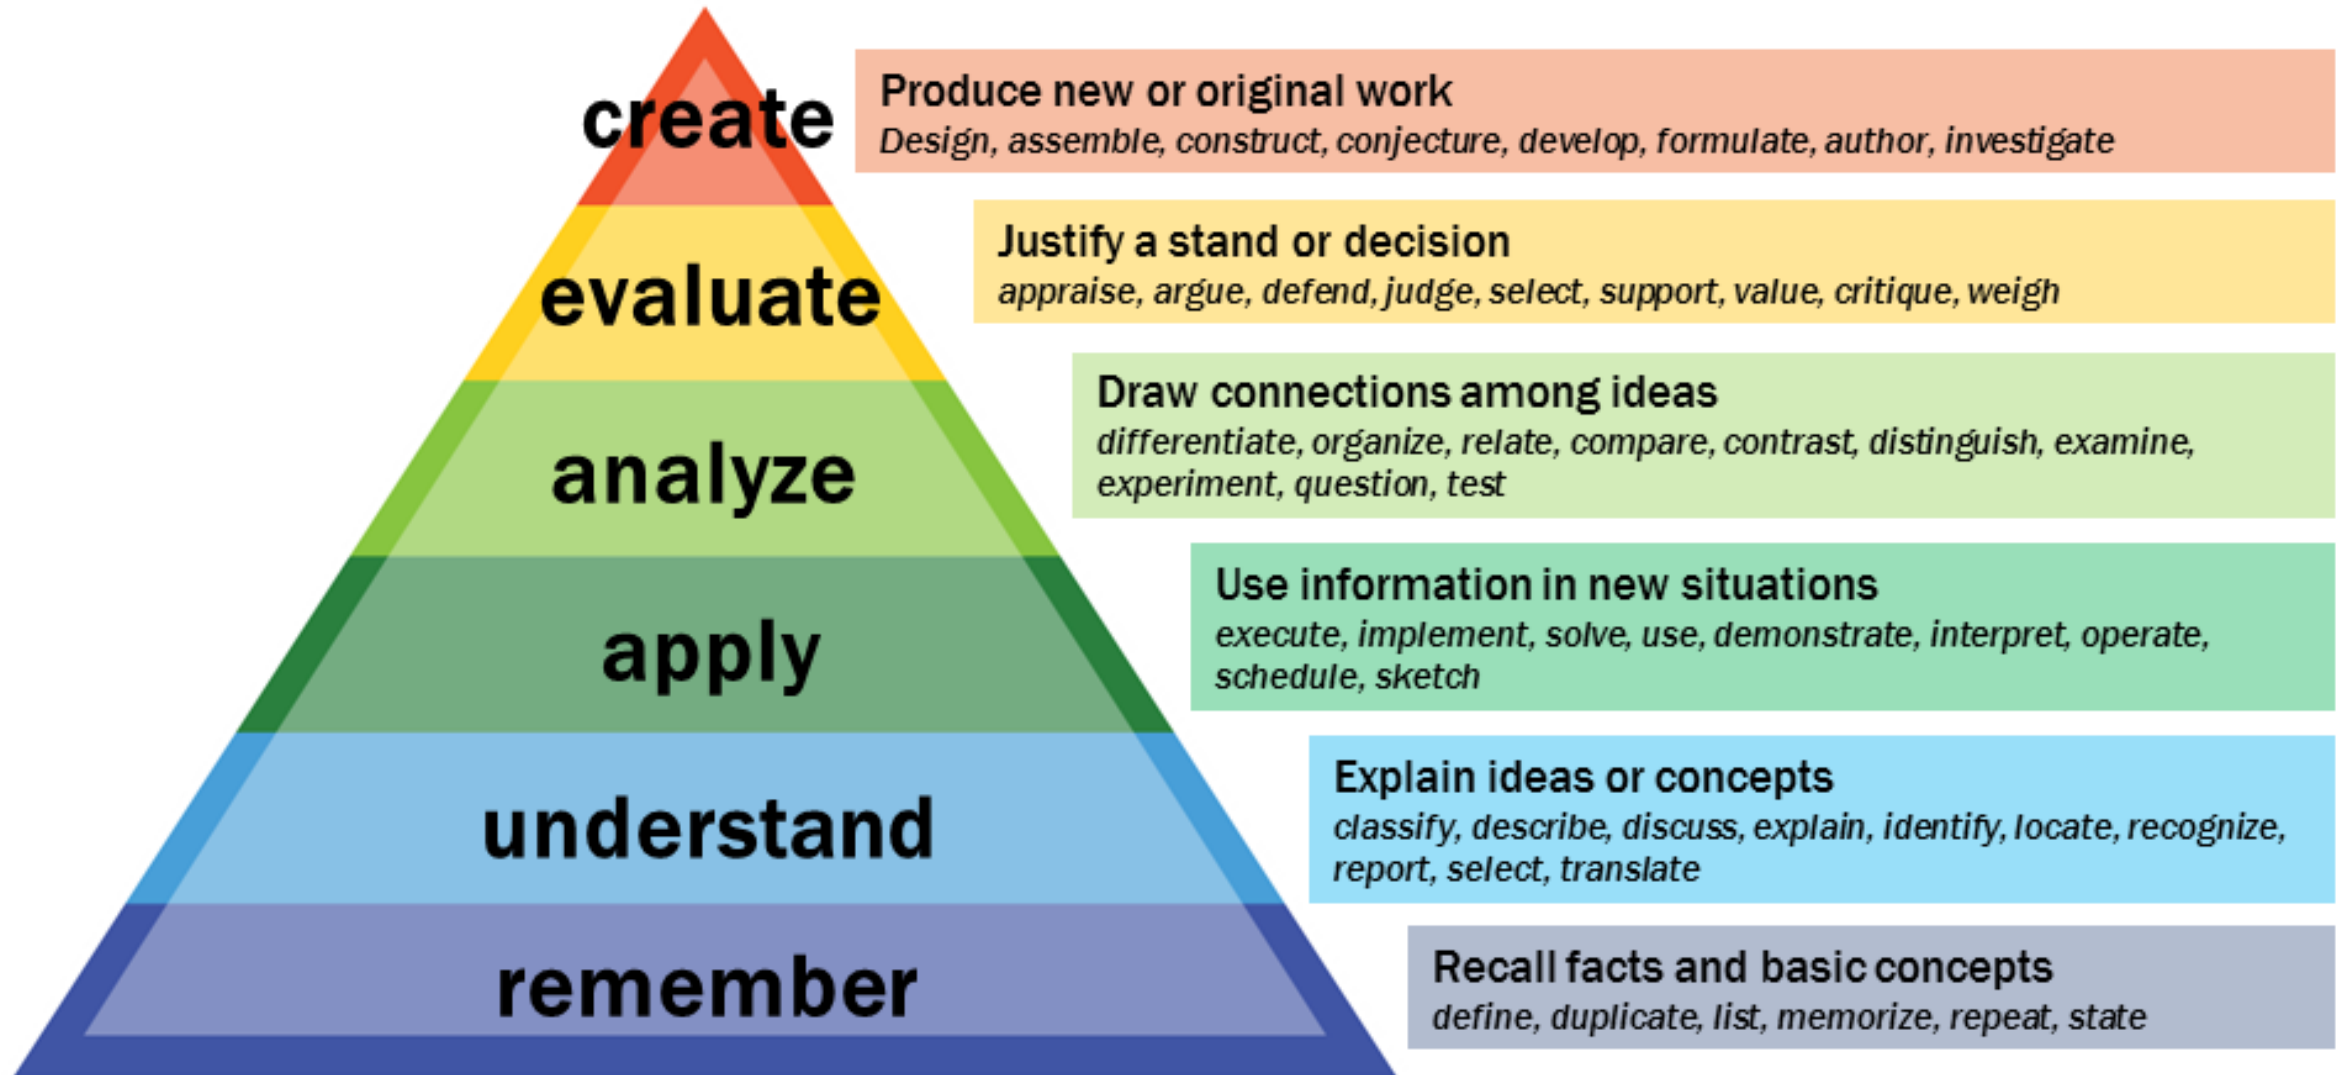 create
Produce new or original work
Design, assemble, construct, conjecture, develop, formulate, author, investigate
evaluate
Justify a stand or decision
appraise, argue, defend, judge, select, support, value, critique, weigh
analyze
Draw connections among ideas
differentiate, organize, relate, compare, contrast, distinguish, examine,
experiment, question, test
apply
Use information in new situations
execute, implement, solve, use, demonstrate, interpret, operate,
schedule, sketch
understand
Explain ideas or concepts
classify, describe, discuss, explain, identify, locate, recognize,
report, select, translate
remember
Recall facts and basic concepts
define, duplicate, list, memorize, repeat, state